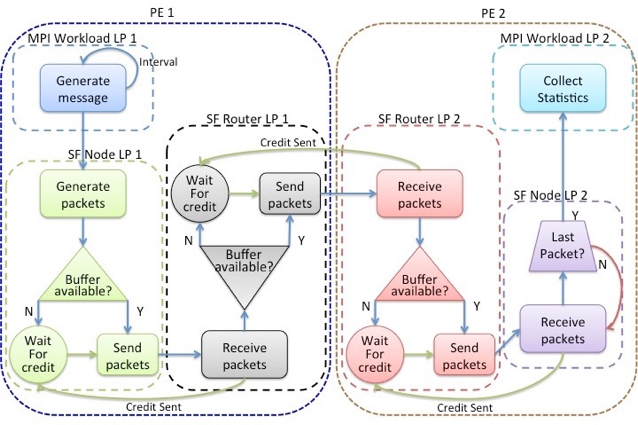 PE 1
PE 2
MPI Workload LP 1
Interval
Generate
message
MPI Workload LP 2
Collect
Statistics
SF Node LP 1
Generate
packets
Buffer
available?
N
Y
Wait
For
credit
Send
packets
SF Router LP 1
Credit Sent
Wait
For
credit
Send
packets
N
Y
Buffer
available?
Receive
packets
Credit Sent
SF Router LP 2
Receive
packets
Buffer
available?
N
Y
Wait
For
credit
Send
packets
SF Node LP 2
Y
Last
Packet?
N
Receive
packets
Credit Sent